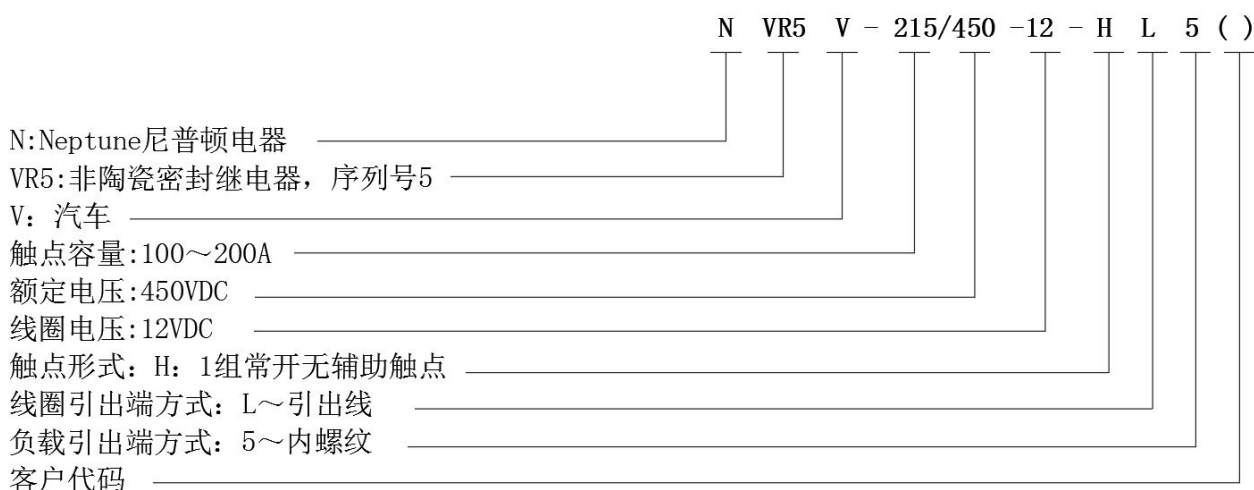 N VR5 V - 215/450 -12 - H L 5 ( )
N:Neptune尼普顿电器
VR5:非陶瓷密封继电器，序列号5
V：汽车
触点容量:100～200A
额定电压:450VDC
线圈电压:12VDC
触点形式：H：1组常开无辅助触点
线圈引出端方式：L～引出线
负载引出端方式：5～内螺纹
客户代码